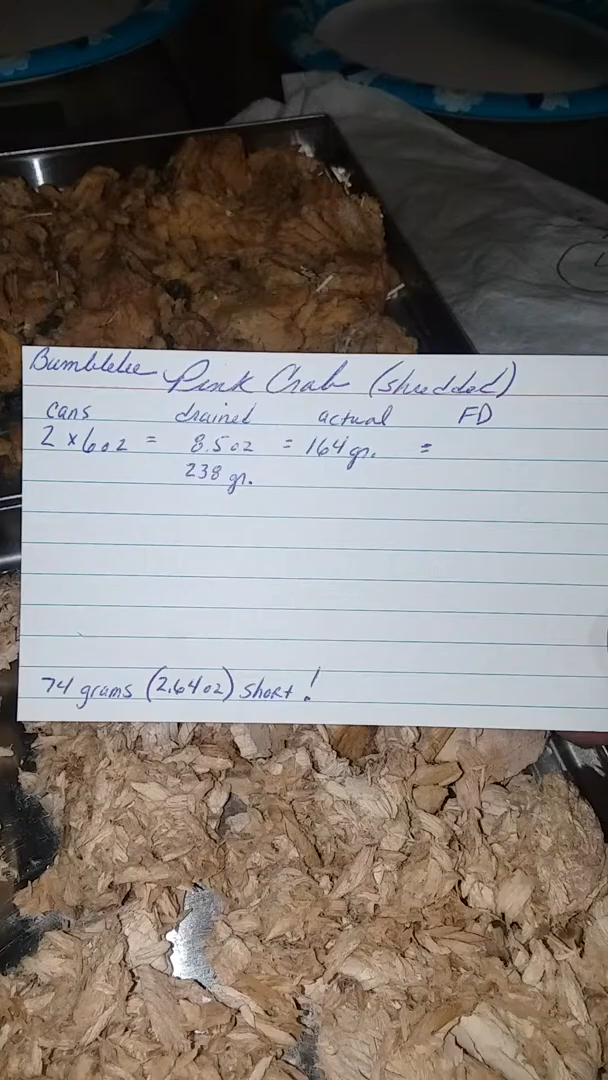 Bumblebee Pink Crab (shredded)
cans drained actual FD
2 x 6oz = 8.5oz = 164 gr. =
238 gr.
74 grams (2.64oz) short!